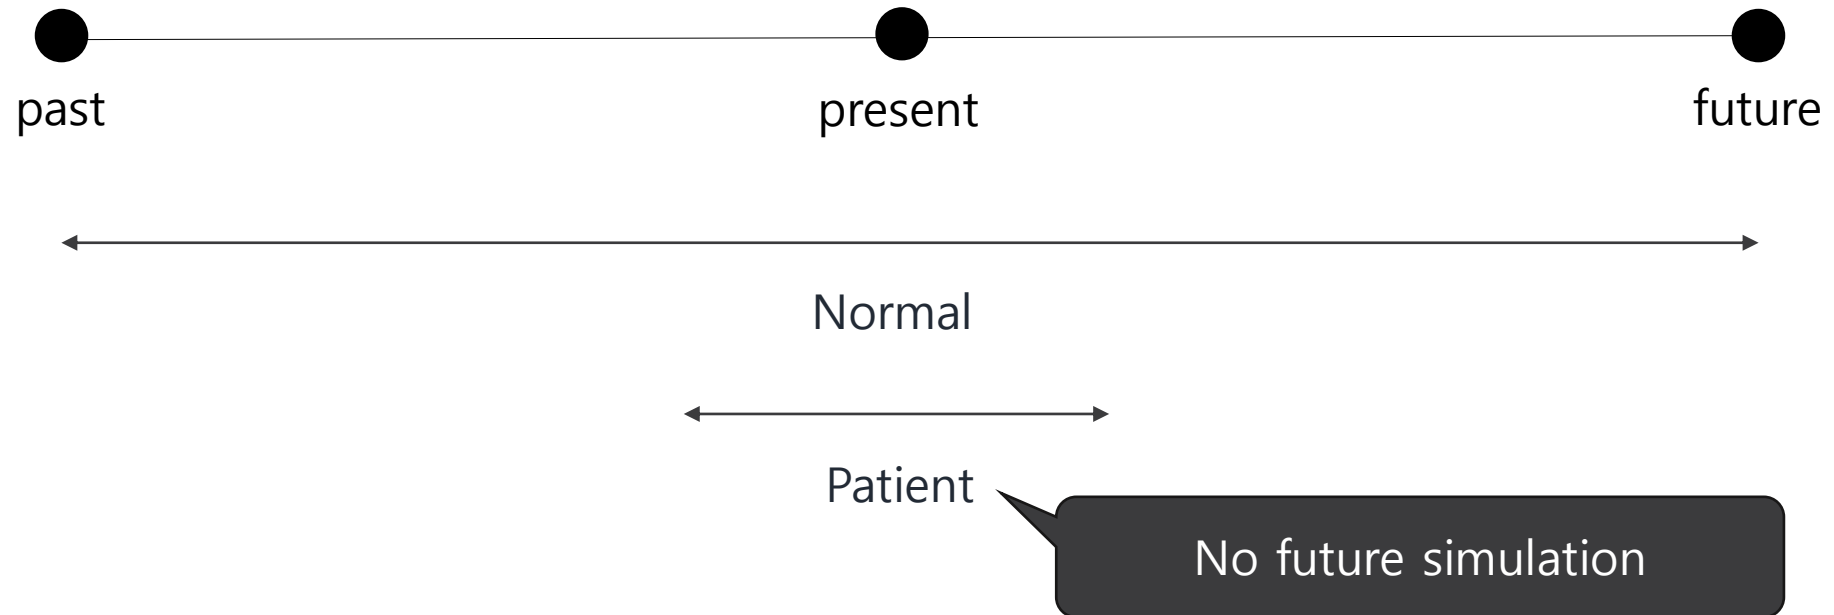 past present future
Normal
Patient
No future simulation